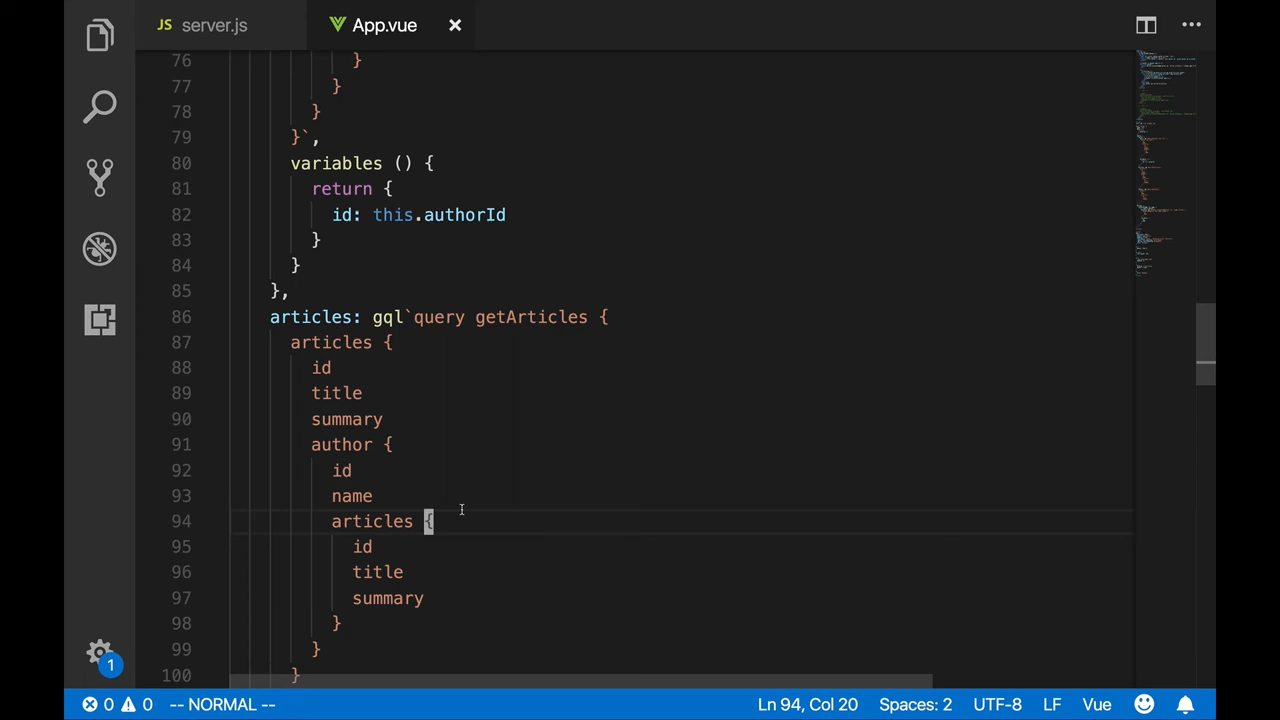 JS server.js App.vue
76 }
77 }
78 }
79 }`,
80 variables () {
81 return {
82 id: this.authorId
83 }
84 }
85 },
86 articles: gql`query getArticles {
87 articles {
88 id
89 title
90 summary
91 author {
92 id
93 name
94 articles {
95 id
96 title
97 summary
98 }
99 }
100 }
1
0 0 -- NORMAL -- Ln 94, Col 20 Spaces: 2 UTF-8 LF Vue